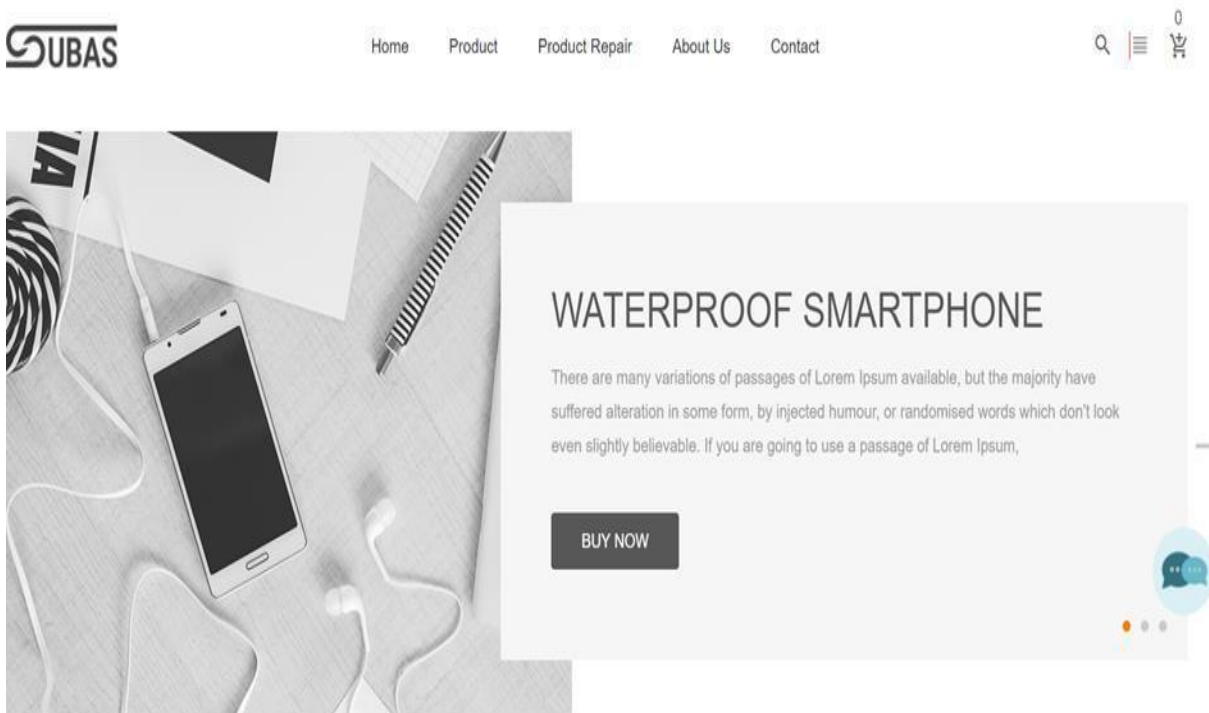 SUBAS
Home Product Product Repair About Us Contact
0
VIA
WATERPROOF SMARTPHONE
There are many variations of passages of Lorem Ipsum available, but the majority have
suffered alteration in some form, by injected humour, or randomised words which don't look
even slightly believable. If you are going to use a passage of Lorem Ipsum,
BUY NOW